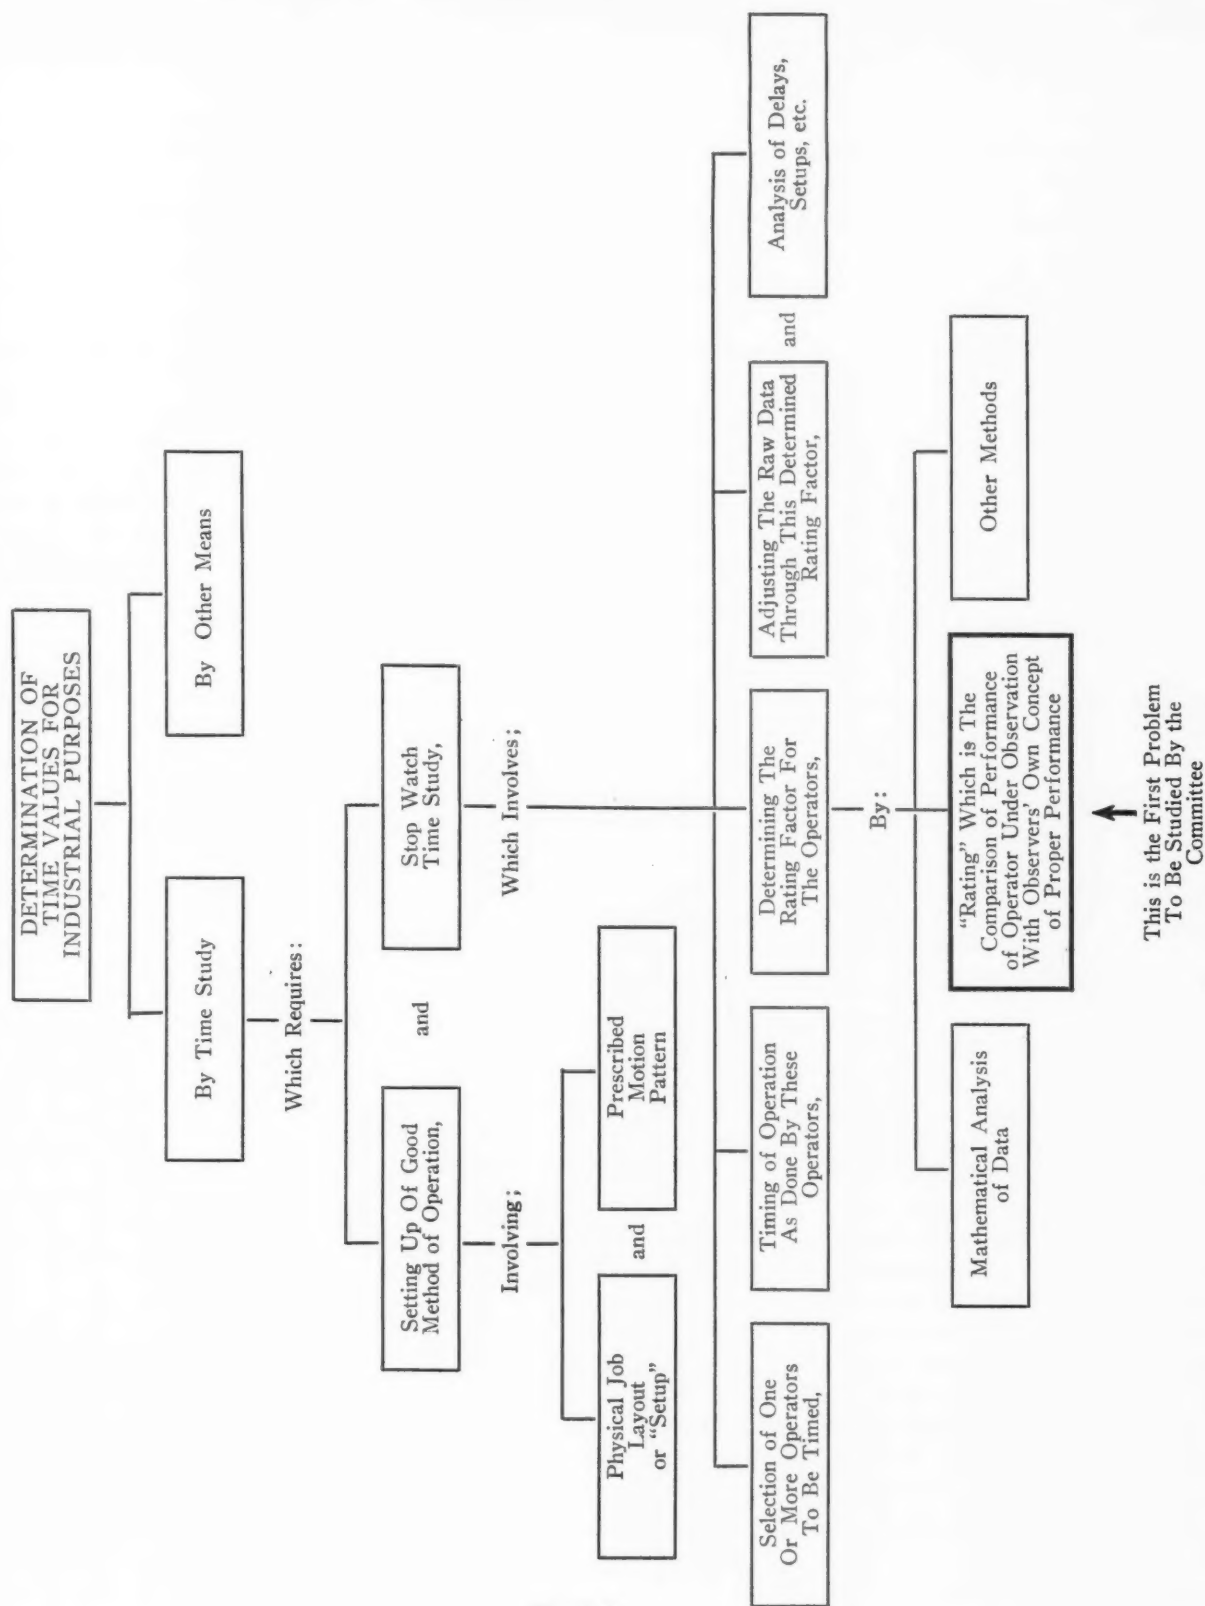 DETERMINATION OF
TIME VALUES FOR
INDUSTRIAL PURPOSES
By Time Study
By Other Means
Which Requires:
Setting Up Of Good
Method of Operation,
and
Stop Watch
Time Study,
Involving;
Which Involves;
Physical Job
Layout
or “Setup”
and
Prescribed
Motion
Pattern
Selection of One
Or More Operators
To Be Timed,
Timing of Operation
As Done By These
Operators,
Determining The
Rating Factor For
The Operators,
Adjusting The Raw Data
Through This Determined
Rating Factor,
and
Analysis of Delays,
Setups, etc.
By:
Mathematical Analysis
of Data
“Rating” Which is The
Comparison of Performance
of Operator Under Observation
With Observers' Own Concept
of Proper Performance
Other Methods
This is the First Problem
To Be Studied By the
Committee